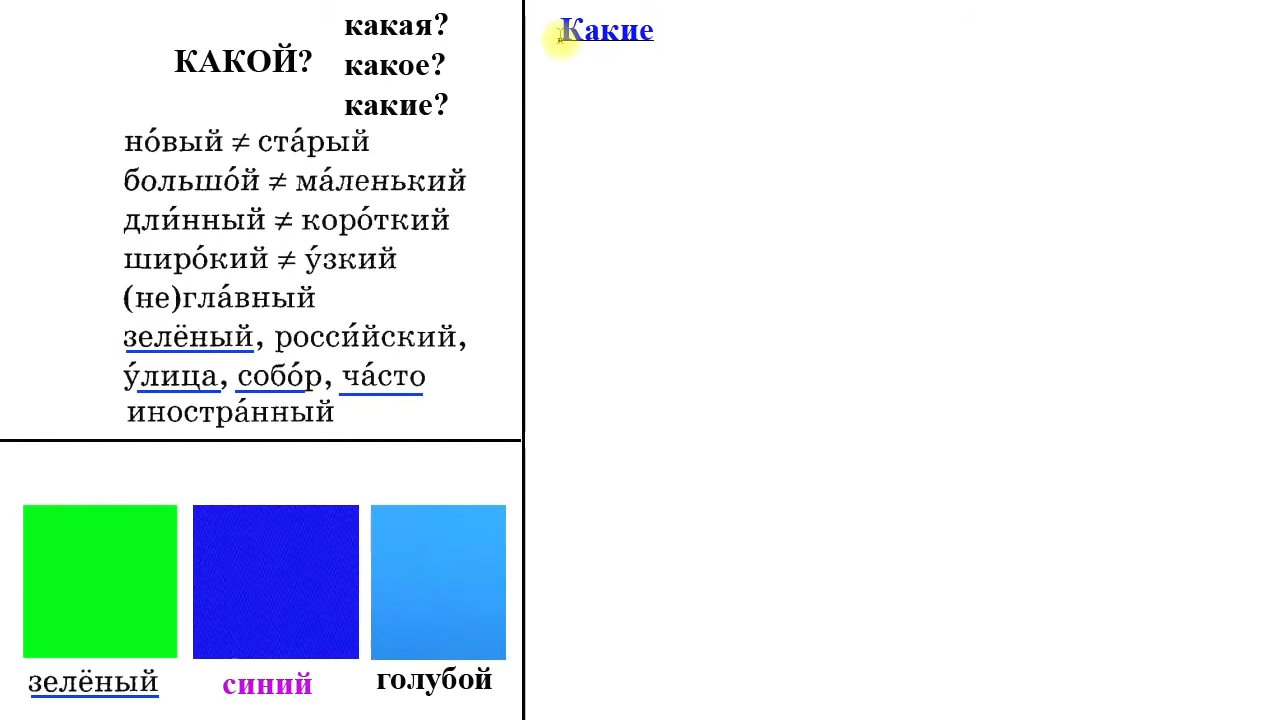 какая?
КАКОЙ?
какое?
какие?
но́вый ≠ ста́рый
большо́й ≠ ма́ленький
дли́нный ≠ коро́ткий
широ́кий ≠ у́зкий
(не)гла́вный
зелёный, росси́йский,
у́лица, собо́р, ча́сто
иностра́нный
зелёный
синий
голубой
Какие